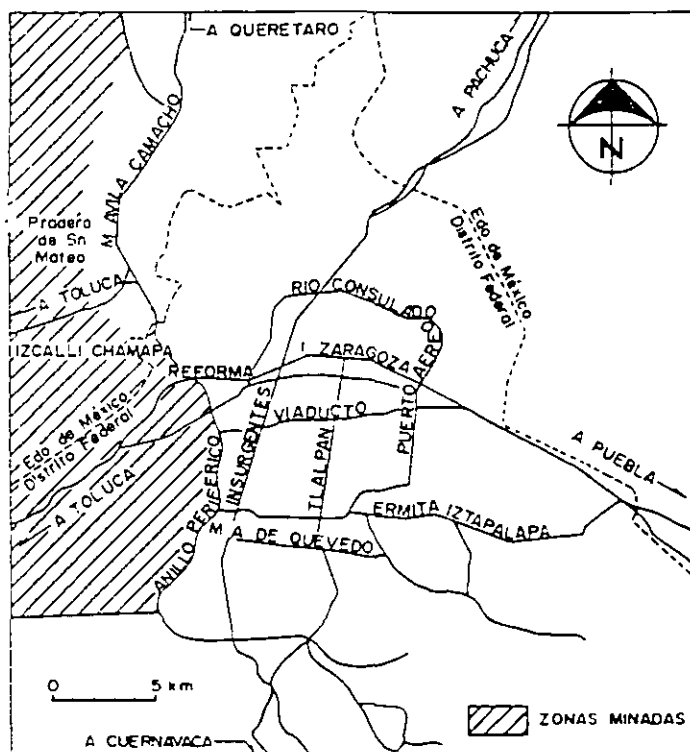 A QUERETARO
A PACHUCA
N
M AVILA CAMACHO
Pradera
de Sn
Mateo
Edo de México
Distrito Federal
A TOLUCA
RIO CONSULADO
IZCALLI CHAMAPA
I ZARAGOZA
REFORMA
PUERTO AEREO
INSURGENTES
VIADUCTO
TLALPAN
Edo de México
Distrito Federal
A PUEBLA
A TOLUCA
ANILLO PERIFERICO
ERMITA IZTAPALAPA
M A DE QUEVEDO
0 5 km
ZONAS MINADAS
A CUERNAVACA